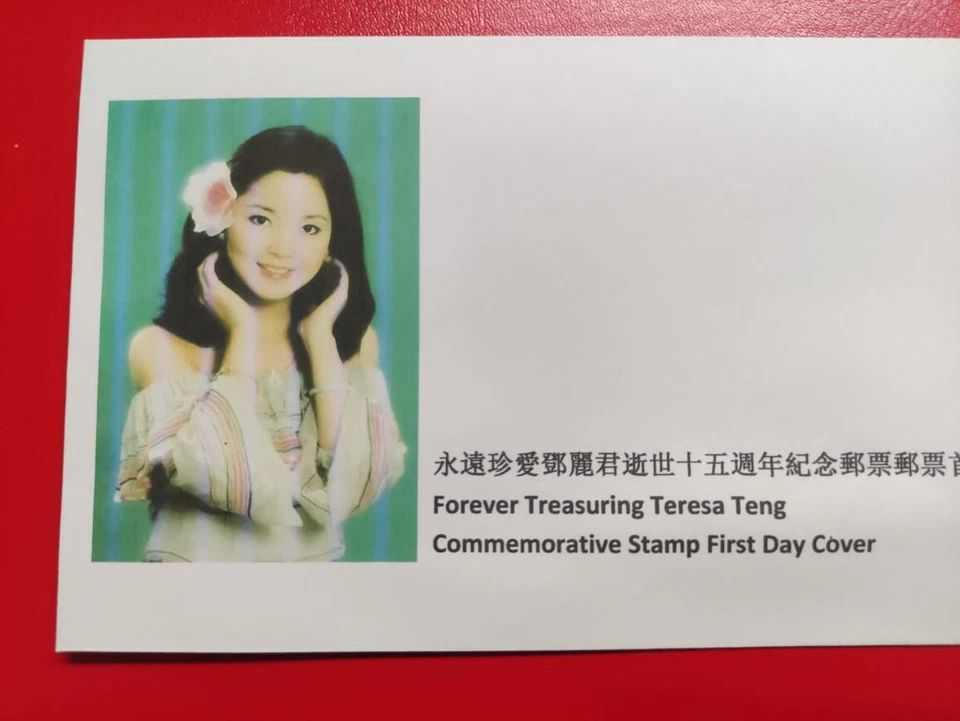 永遠珍愛鄧麗君逝世十五週年紀念郵票郵票首
Forever Treasuring Teresa Teng
Commemorative Stamp First Day Cover